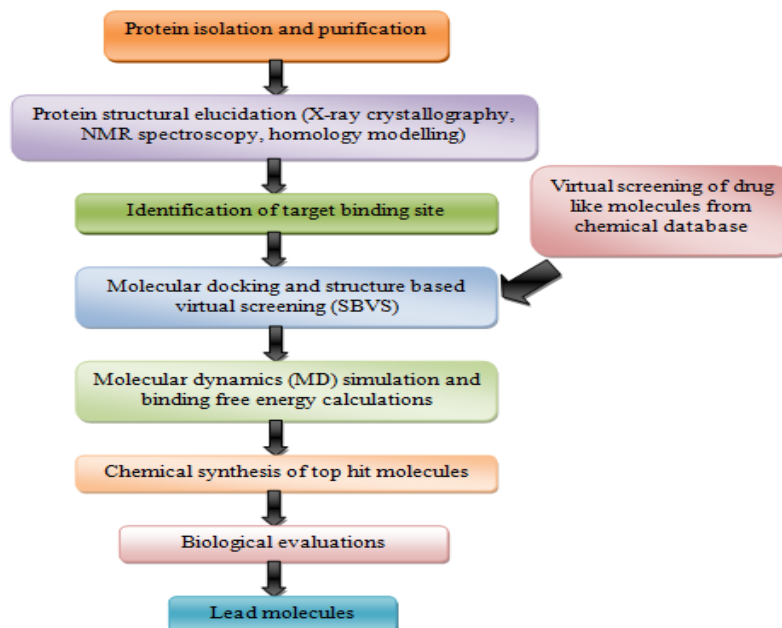 Protein isolation and purification
Protein structural elucidation (X-ray crystallography,
NMR spectroscopy, homology modelling)
Identification of target binding site
Virtual screening of drug
like molecules from
chemical database
Molecular docking and structure based
virtual screening (SBVS)
Molecular dynamics (MD) simulation and
binding free energy calculations
Chemical synthesis of top hit molecules
Biological evaluations
Lead molecules